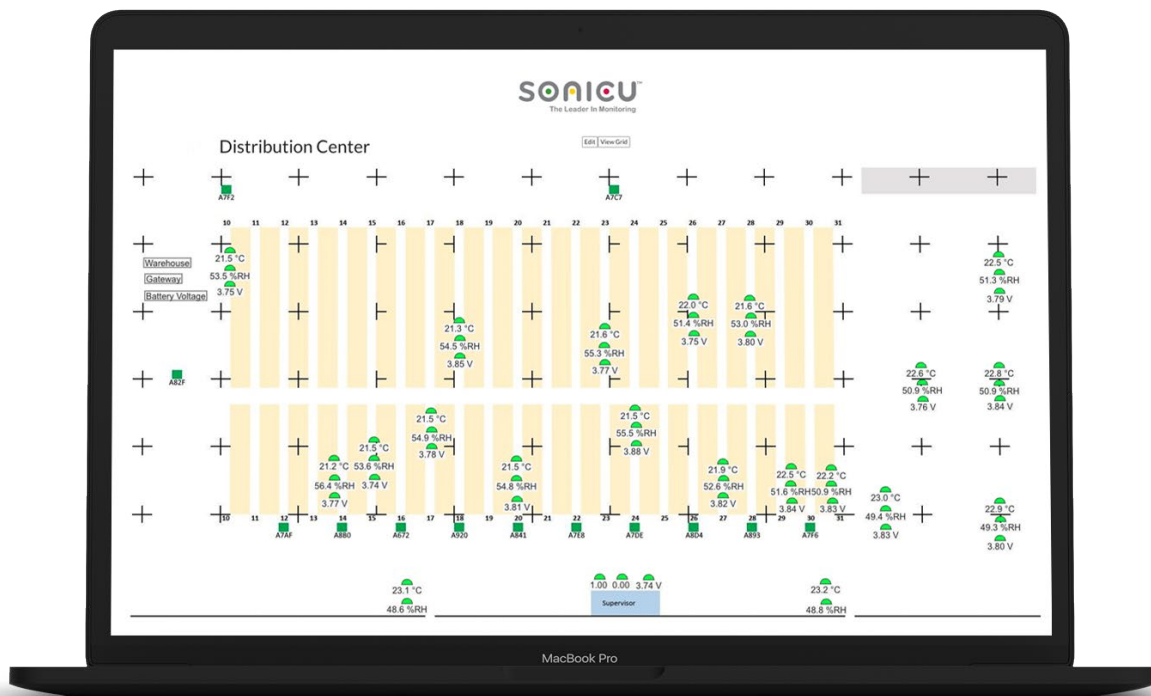 SONICU™
The Leader In Monitoring
Distribution Center
Edit View Grid
A7F2
A7C7
10 11 12 13 14 15 16 17 18 19 20 21 22 23 24 25 26 27 28 29 30 31
Warehouse
Gateway
Battery Voltage
21.5 °C
53.5 %RH
3.75 V
21.3 °C
54.5 %RH
3.85 V
21.6 °C
55.3 %RH
3.77 V
22.0 °C
51.4 %RH
3.75 V
21.6 °C
53.0 %RH
3.80 V
22.5 °C
51.3 %RH
3.79 V
A82F
22.6 °C
50.9 %RH
3.76 V
22.8 °C
50.9 %RH
3.84 V
21.2 °C
56.4 %RH
3.77 V
21.5 °C
53.6 %RH
3.74 V
21.5 °C
54.9 %RH
3.78 V
21.5 °C
54.8 %RH
3.81 V
21.5 °C
55.5 %RH
3.88 V
21.9 °C
52.6 %RH
3.82 V
22.5 °C
51.6 %RH
3.84 V
22.2 °C
50.9 %RH
3.83 V
23.0 °C
49.4 %RH
3.83 V
22.9 °C
49.3 %RH
3.80 V
10 11 12 13 14 15 16 17 18 19 20 21 22 23 24 25 26 27 28 29 30 31
A7AF A8B0 A672 A920 A841 A7E8 A7DE A8D4 A893 A7F6
23.1 °C
48.6 %RH
1.00 0.00 3.74 V
Supervisor
23.2 °C
48.8 %RH
MacBook Pro